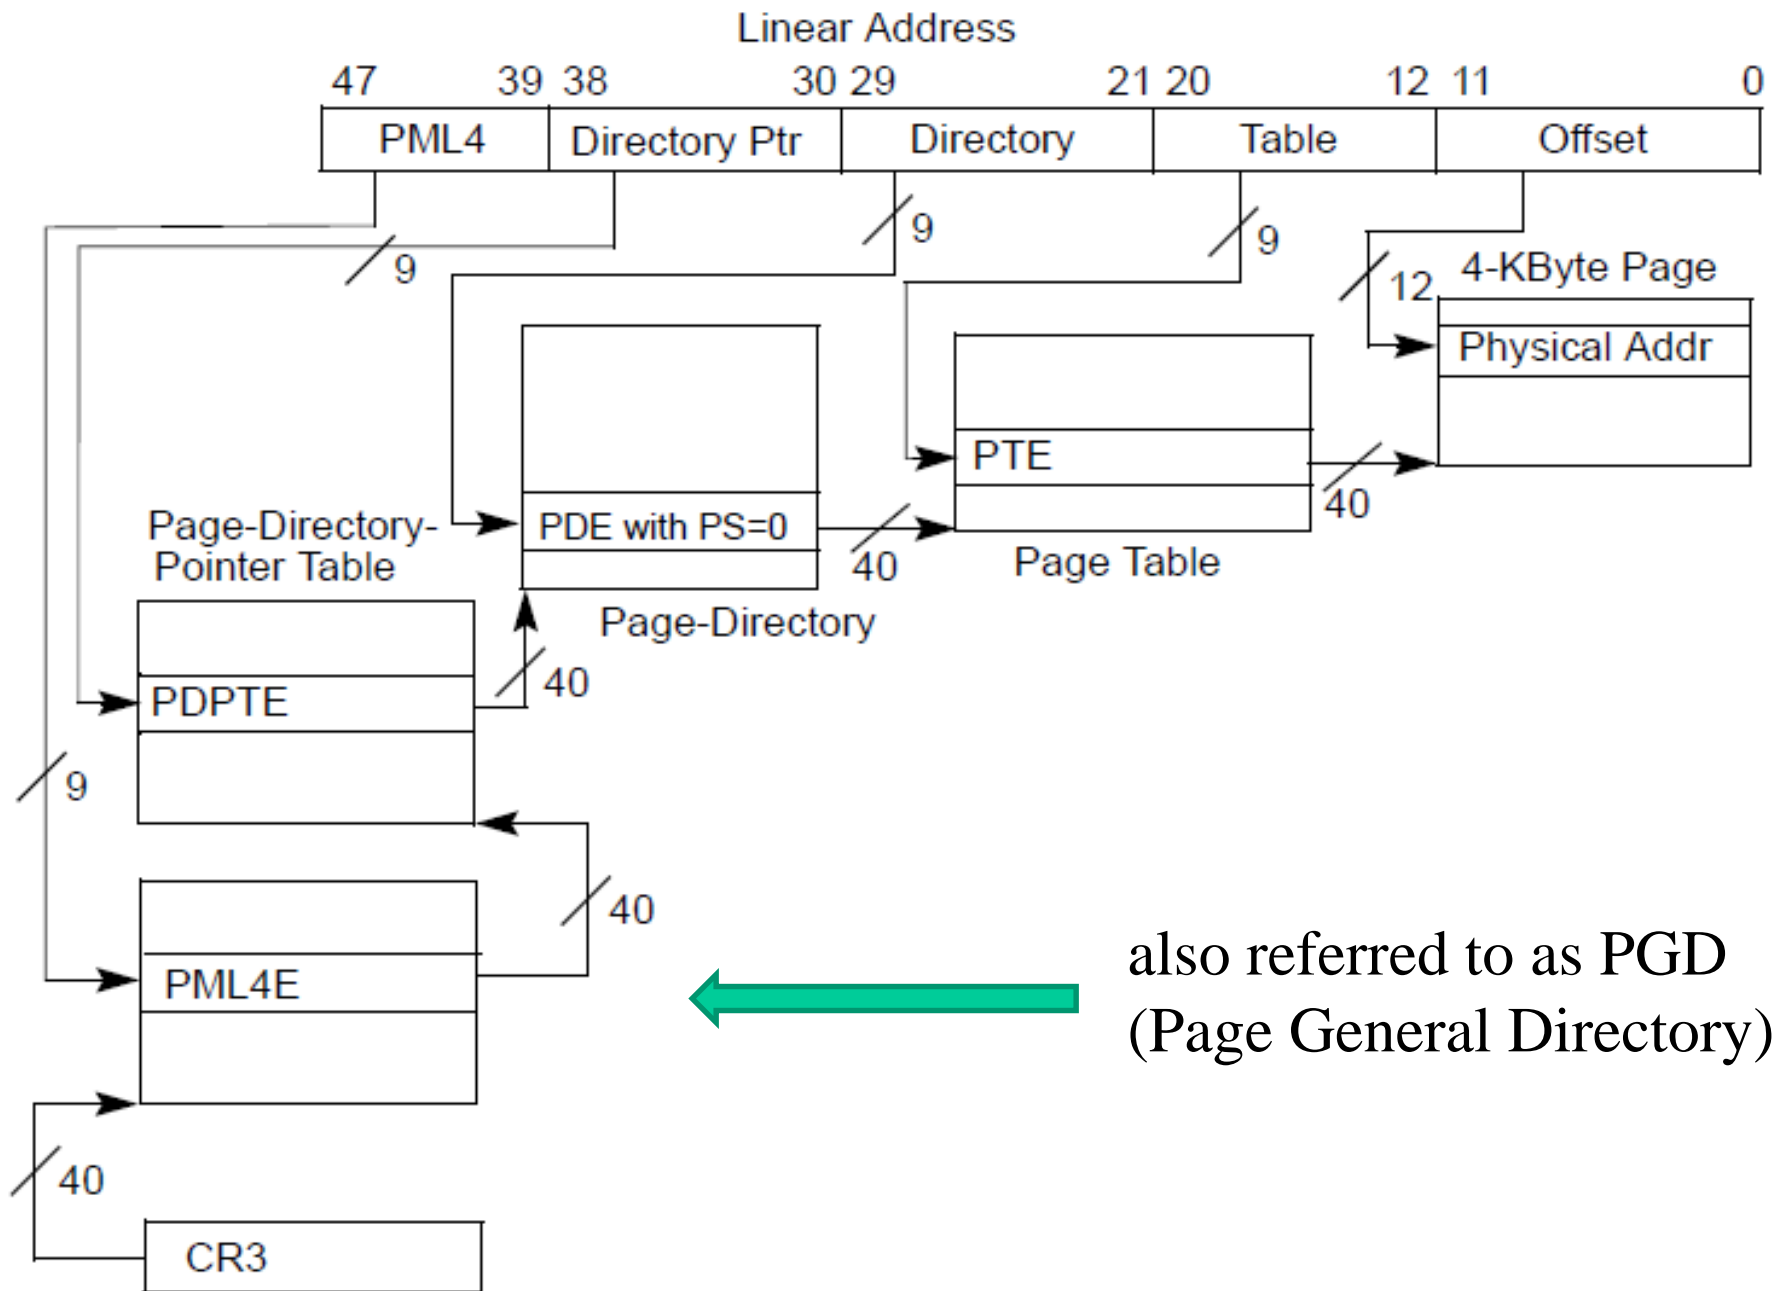 Linear Address
47 39 38 30 29 21 20 12 11 0
PML4 Directory Ptr Directory Table Offset
9 9 9 12
4-KByte Page
Physical Addr
PTE
40
PDE with PS=0
40
Page Table
Page-Directory
Page-Directory-
Pointer Table
40
PDPTE
9
40
PML4E
also referred to as PGD
(Page General Directory)
40
CR3